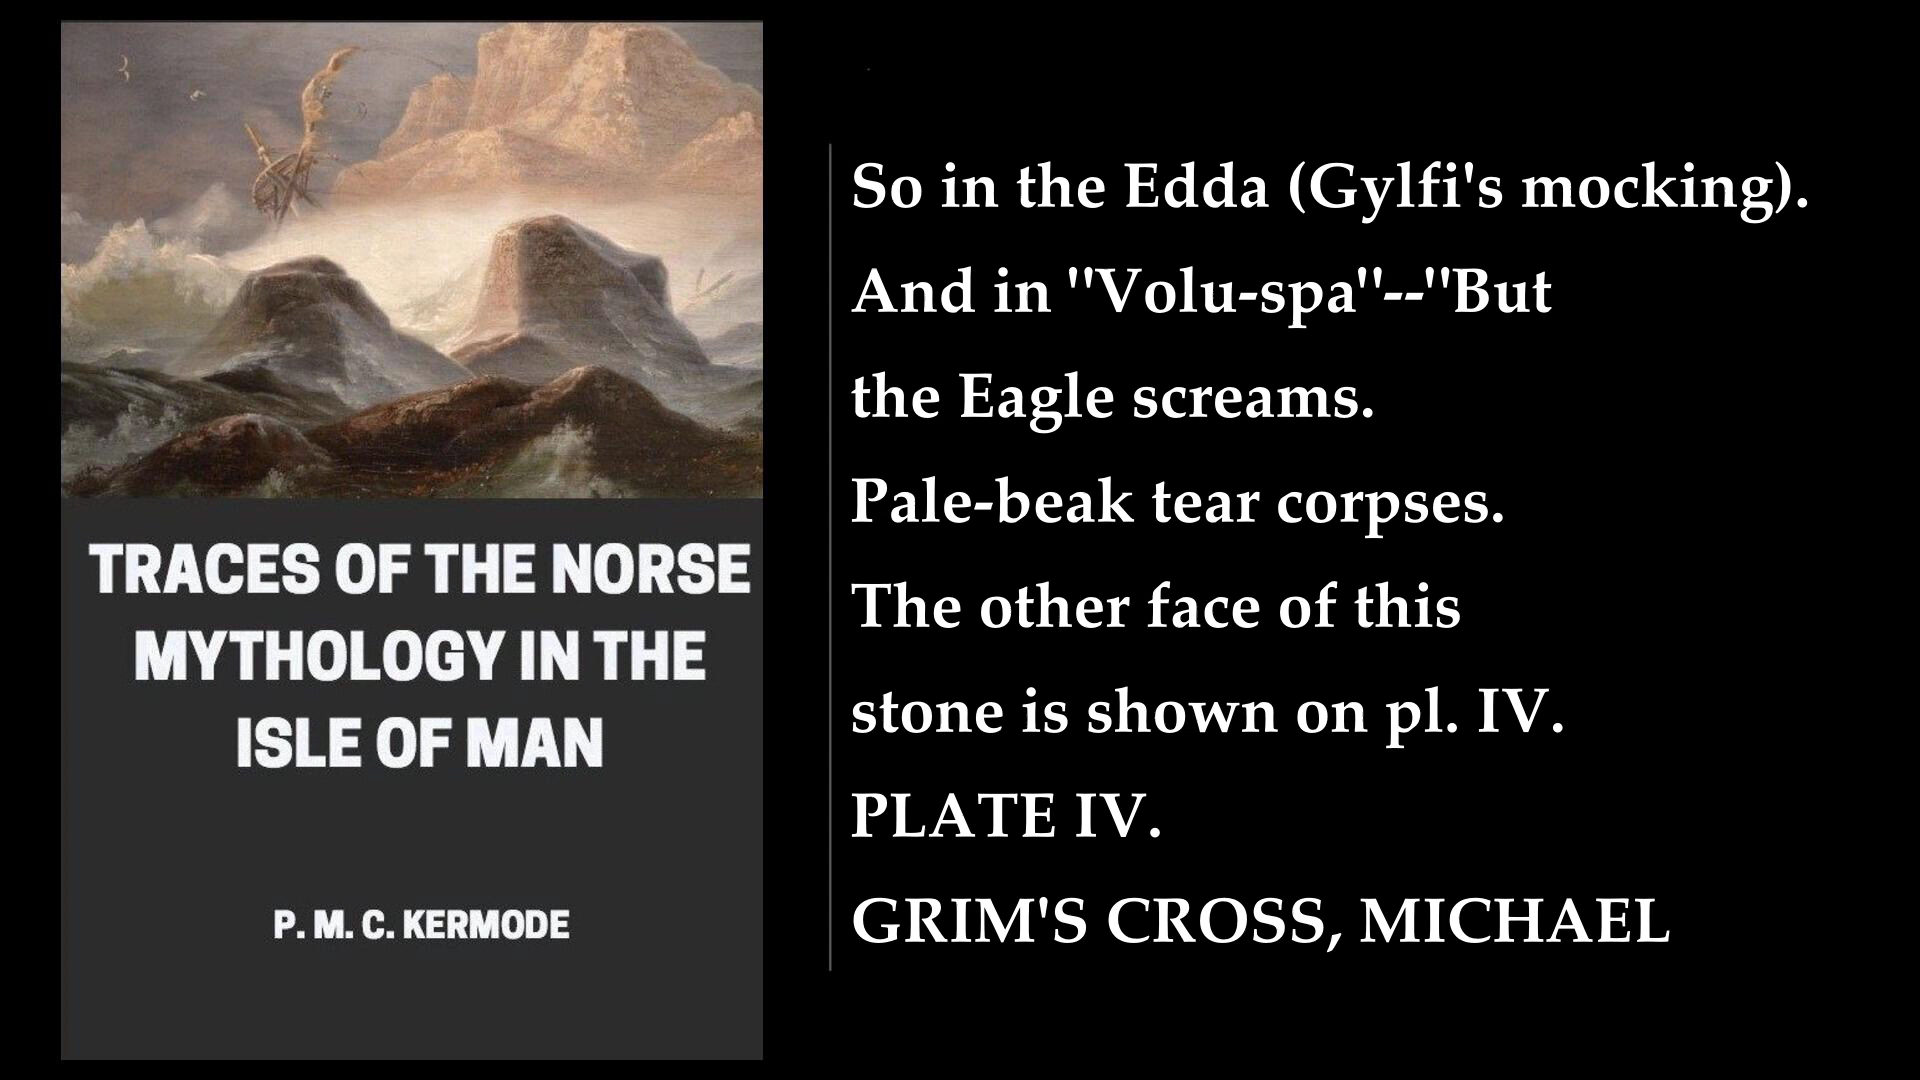 TRACES OF THE NORSE
MYTHOLOGY IN THE
ISLE OF MAN
P. M. C. KERMODE
So in the Edda (Gylfi's mocking).
And in "Volu-spa"--"But
the Eagle screams.
Pale-beak tear corpses.
The other face of this
stone is shown on pl. IV.
PLATE IV.
GRIM'S CROSS, MICHAEL